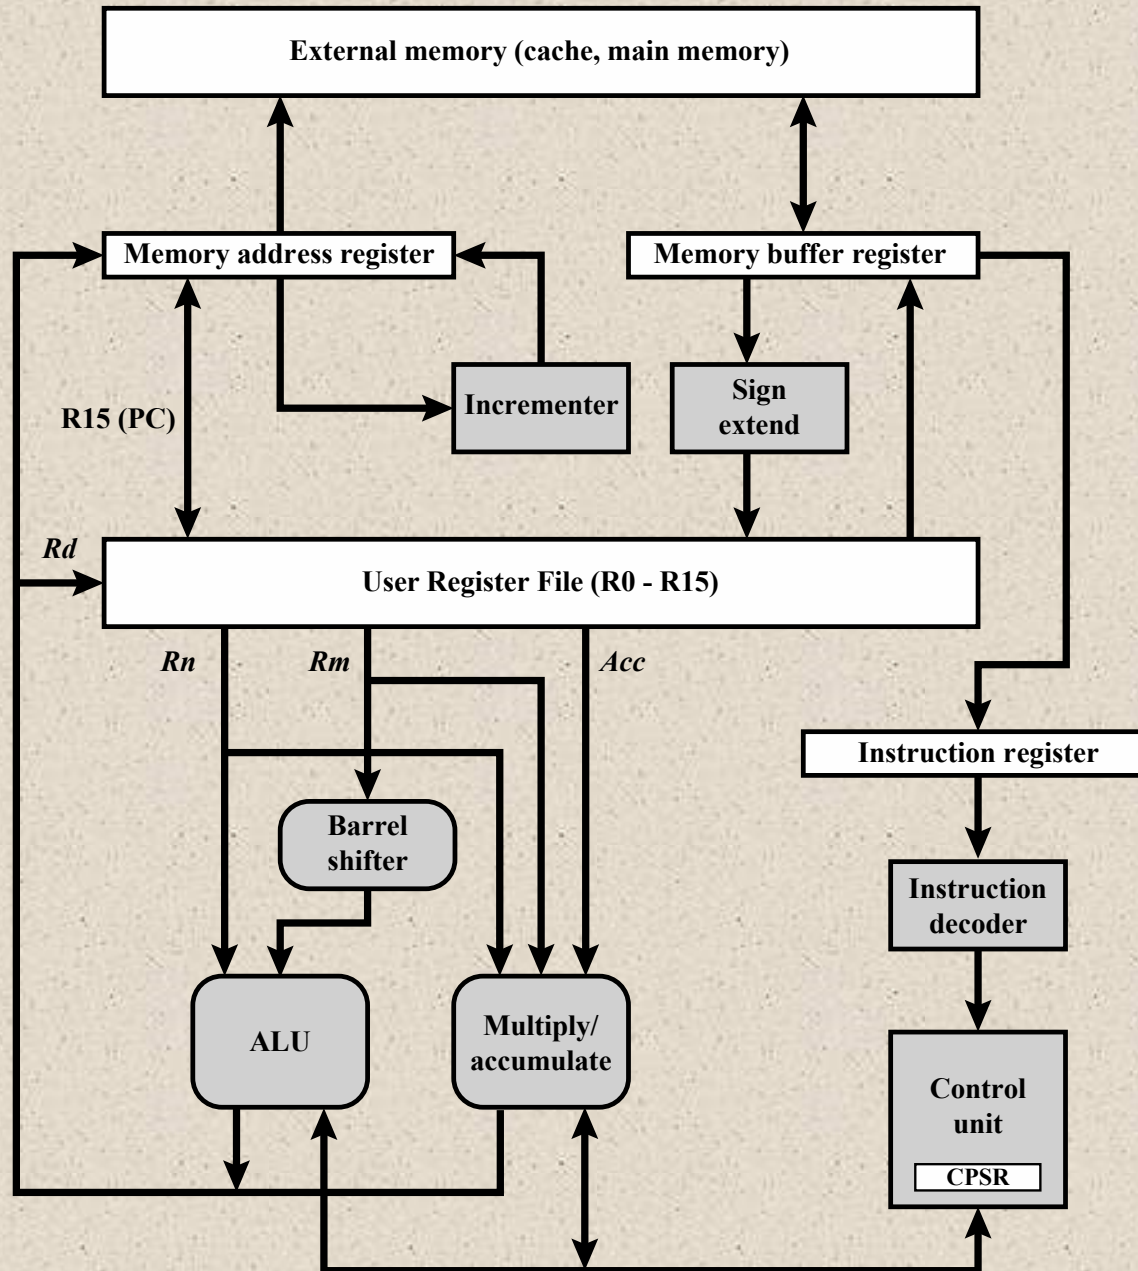 External memory (cache, main memory)
Memory address register
Memory buffer register
Incrementer
Sign
extend
R15 (PC)
Rd
User Register File (R0 - R15)
Rn
Rm
Acc
Instruction register
Barrel
shifter
Instruction
decoder
ALU
Multiply/
accumulate
Control
unit
CPSR